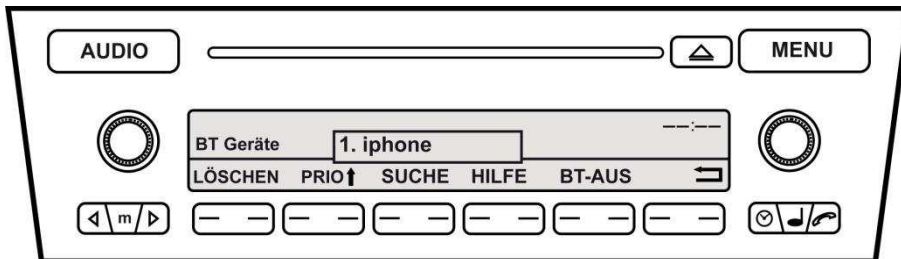 AUDIO
MENU
--:--
BT Geräte
1. iphone
LÖSCHEN PRIO⬆ SUCHE HILFE BT-AUS
m